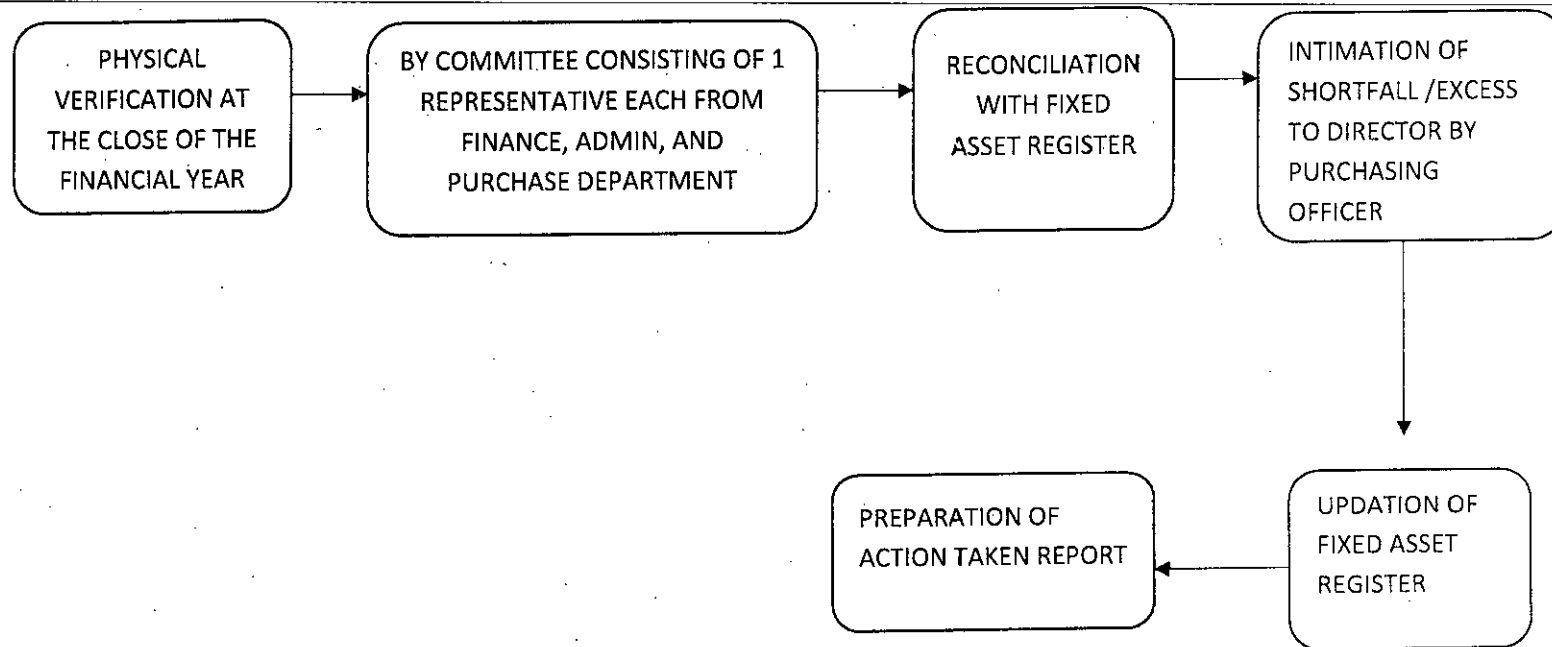 PHYSICAL
VERIFICATION AT
THE CLOSE OF THE
FINANCIAL YEAR
BY COMMITTEE CONSISTING OF 1
REPRESENTATIVE EACH FROM
FINANCE, ADMIN, AND
PURCHASE DEPARTMENT
RECONCILIATION
WITH FIXED
ASSET REGISTER
INTIMATION OF
SHORTFALL /EXCESS
TO DIRECTOR BY
PURCHASING
OFFICER
UPDATION OF
FIXED ASSET
REGISTER
PREPARATION OF
ACTION TAKEN REPORT